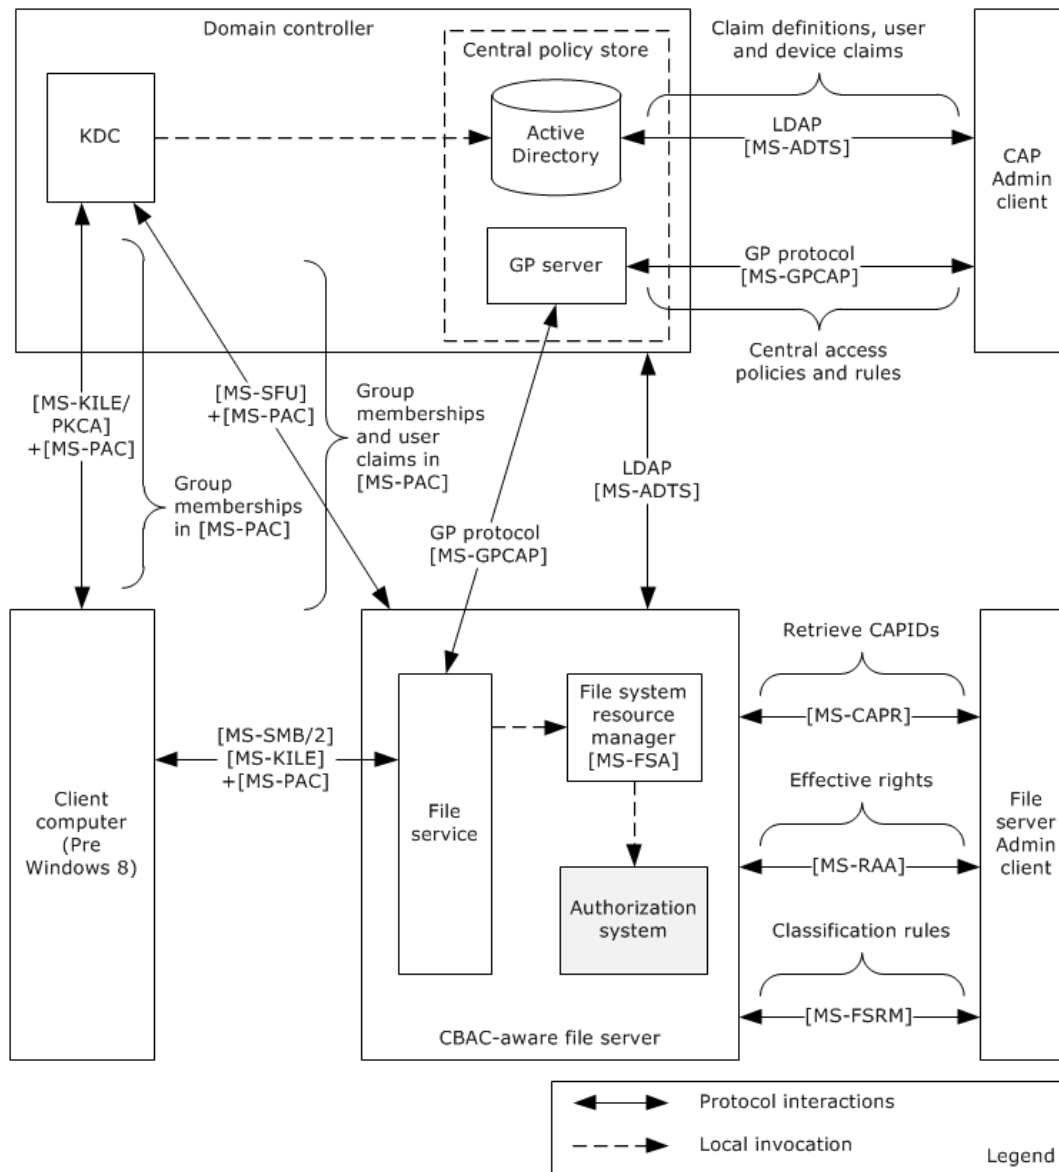 Domain controller
Central policy store
KDC
Active
Directory
GP server
Claim definitions, user
and device claims
LDAP
[MS-ADTS]
CAP
Admin
client
GP protocol
[MS-GPCAP]
Central access
policies and rules
[MS-KILE/
PKCA]
+[MS-PAC]
Group
memberships
in [MS-PAC]
[MS-SFU]
+[MS-PAC]
Group
memberships
and user
claims in
[MS-PAC]
GP protocol
[MS-GPCAP]
LDAP
[MS-ADTS]
Client
computer
(Pre
Windows 8)
[MS-SMB/2]
[MS-KILE]
+[MS-PAC]
File
service
File system
resource
manager
[MS-FSA]
Authorization
system
CBAC-aware file server
Retrieve CAPIDs
[MS-CAPR]
Effective rights
[MS-RAA]
Classification rules
[MS-FSRM]
File
server
Admin
client
Protocol interactions
Local invocation
Legend